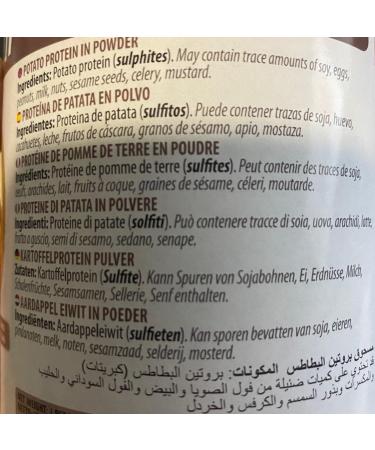 POTATO PROTEIN IN POWDER
Ingredients: Potato protein (sulphites). May contain trace amounts of soy, eggs,
peanuts, milk, nuts, sesame seeds, celery, mustard.
PROTEÍNA DE PATATA EN POLVO
Ingredientes: Proteína de patata (sulfitos). Puede contener trazas de soja, huevo,
cacahuetes, leche, frutos de cáscara, granos de sésamo, apio, mostaza.
PROTÉINE DE POMME DE TERRE EN POUDRE
Ingrédients: Protéine de pomme de terre (sulfites). Peut contenir des traces de soja,
œufs, arachides, lait, fruits à coque, graines de sésame, céleri, moutarde.
PROTEINE DI PATATA IN POLVERE
Ingredienti: Proteine di patate (solfiti). Può contenere tracce di soia, uova, arachidi, latte,
frutta a guscio, semi di sesamo, sedano, senape.
KARTOFFELPROTEIN PULVER
Zutaten: Kartoffelprotein (Sulfite). Kann Spuren von Sojabohnen, Ei, Erdnüsse, Milch,
Schalenfrüchte, Sesamsamen, Sellerie, Senf enthalten.
AARDAPPEL EIWIT IN POEDER
Ingrediënten: Aardappeleiwit (sulfieten). Kan sporen bevatten van soja, eieren,
pindanoten, melk, noten, sesamzaad, selderij, mosterd.
مسحوق بروتين البطاطس المكونات: بروتين البطاطس (كبريتات)
قد تحتوي على كميات ضئيلة من فول الصويا والبيض والفول السوداني والحليب
والمكسرات وبذور السمسم والكرفس والخردل